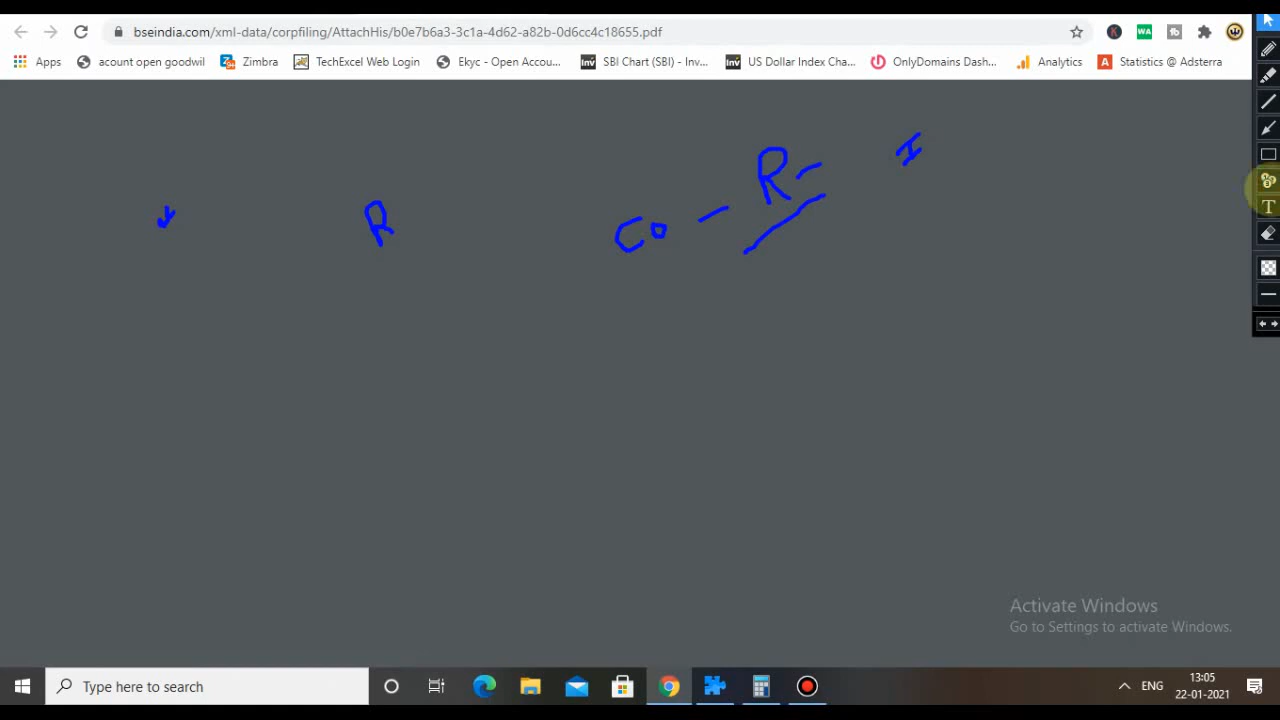 bseindia.com/xml-data/corpfiling/AttachHis/b0e7b6a3-3c1a-4d62-a82b-0d6cc4c18655.pdf
Apps acount open goodwil Zimbra TechExcel Web Login Ekyc - Open Accou... SBI Chart (SBI) - Inv... US Dollar Index Cha... OnlyDomains Dash... Analytics Statistics @ Adsterra
R Co - R- I
Activate Windows
Go to Settings to activate Windows.
Type here to search
ENG
13:05
22-01-2021